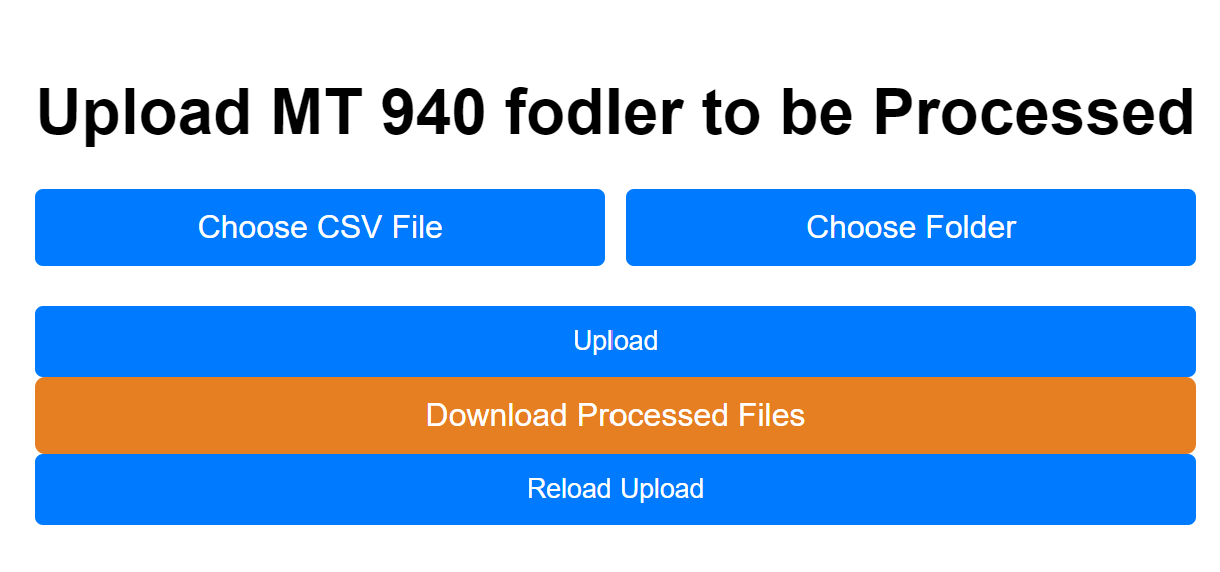 Upload MT 940 fodler to be Processed
Choose CSV File
Choose Folder
Upload
Download Processed Files
Reload Upload